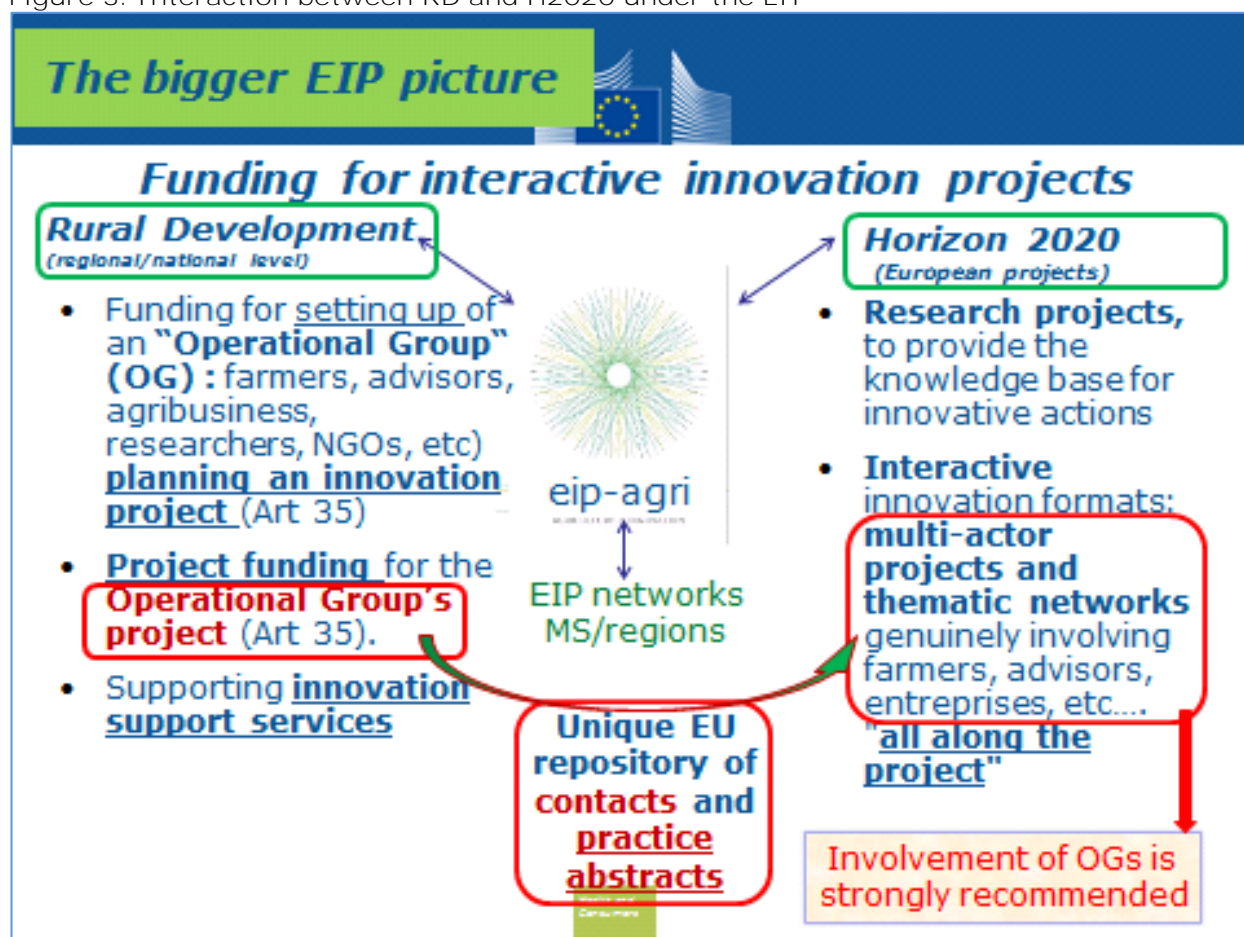 The bigger EIP picture
Funding for interactive innovation projects
Rural Development
(regional/national level)
• Funding for setting up of
an "Operational Group"
(OG) : farmers, advisors,
agribusiness,
researchers, NGOs, etc)
planning an innovation
project (Art 35)
• Project funding for the
Operational Group's
project (Art 35).
• Supporting innovation
support services
eip-agri
EIP networks
MS/regions
Unique EU
repository of
contacts and
practice
abstracts
Health and
Consumers
Horizon 2020
(European projects)
• Research projects,
to provide the
knowledge base for
innovative actions
• Interactive
innovation formats:
multi-actor
projects and
thematic networks
genuinely involving
farmers, advisors,
entreprises, etc....
"all along the
project"
Involvement of OGs is
strongly recommended